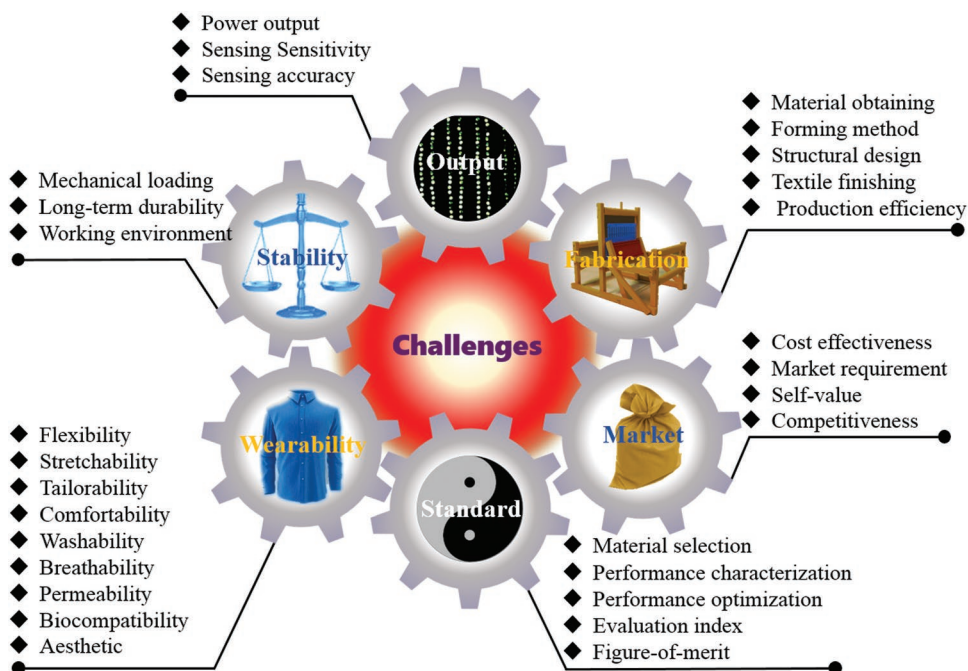 ◆ Power output
◆ Sensing Sensitivity
◆ Sensing accuracy
Output
◆ Material obtaining
◆ Forming method
◆ Structural design
◆ Textile finishing
◆ Production efficiency
Fabrication
◆ Mechanical loading
◆ Long-term durability
◆ Working environment
Stability
Challenges
◆ Cost effectiveness
◆ Market requirement
◆ Self-value
◆ Competitiveness
Market
◆ Flexibility
◆ Stretchability
◆ Tailorability
◆ Comfortability
◆ Washability
◆ Breathability
◆ Permeability
◆ Biocompatibility
◆ Aesthetic
Wearability
Standard
◆ Material selection
◆ Performance characterization
◆ Performance optimization
◆ Evaluation index
◆ Figure-of-merit